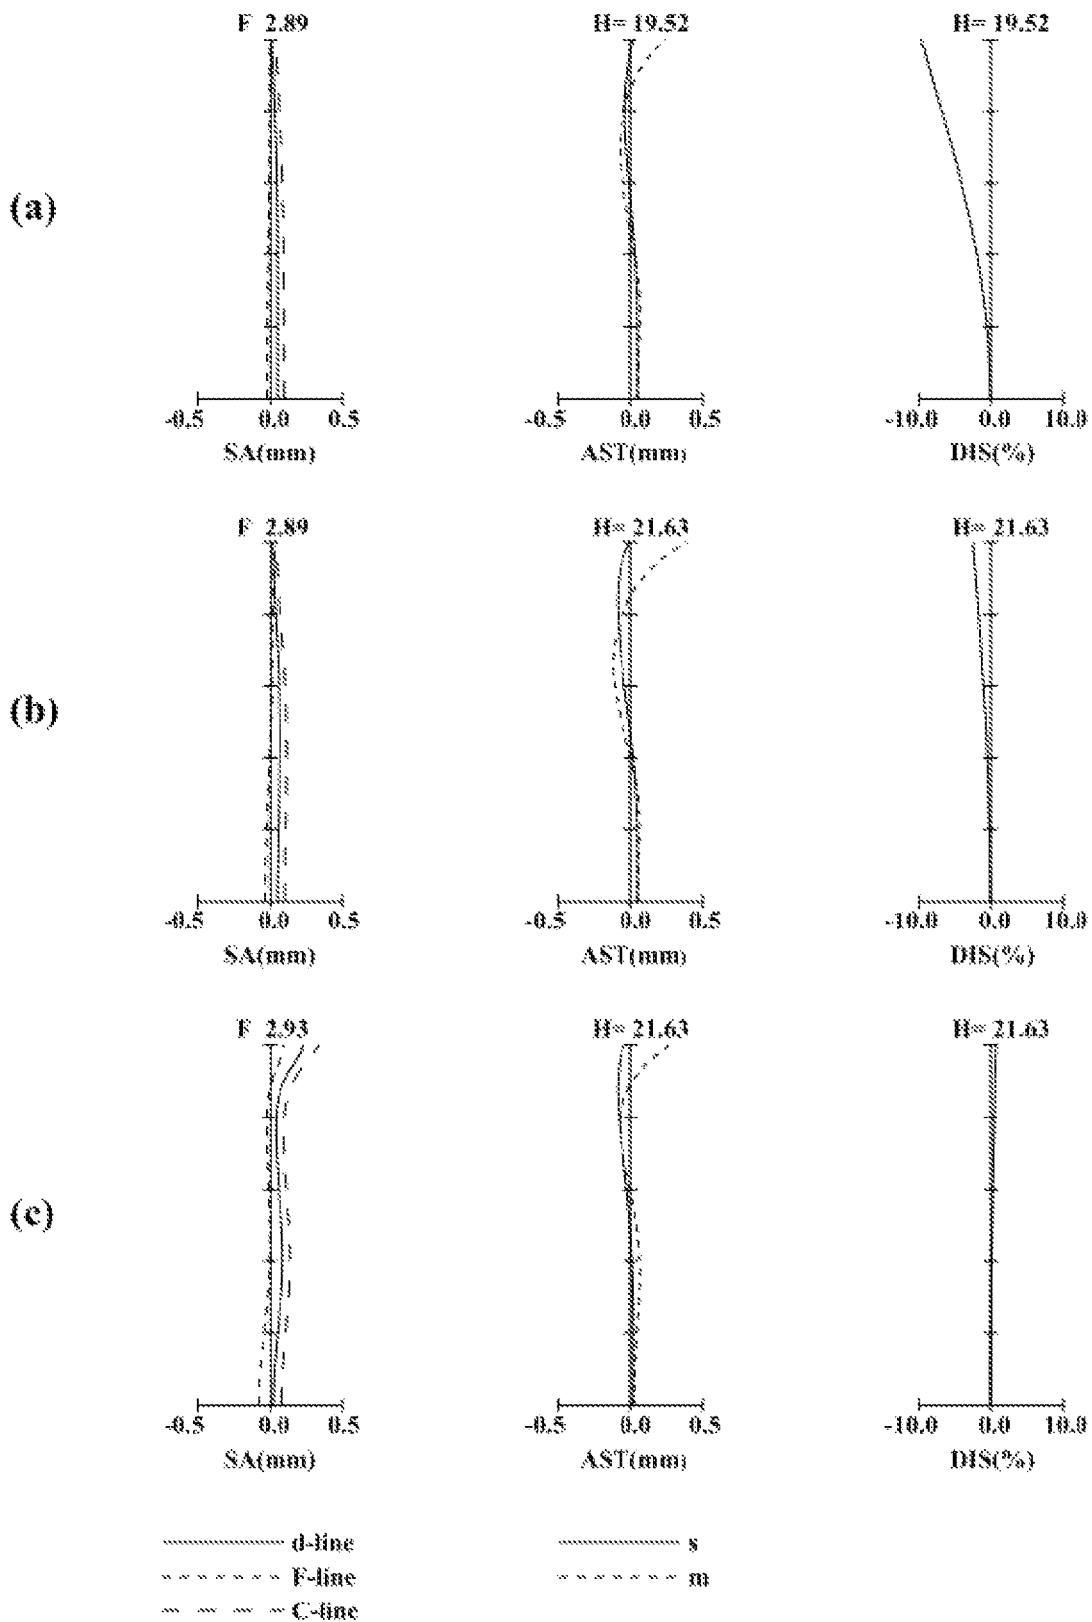 F 2.89 H= 19.52 H= 19.52
(a)
-0.5 0.0 0.5 -0.5 0.0 0.5 -10.0 0.0 10.0
SA(mm) AST(mm) DIS(%)
F 2.89 H= 21.63 H= 21.63
(b)
-0.5 0.0 0.5 -0.5 0.0 0.5 -10.0 0.0 10.0
SA(mm) AST(mm) DIS(%)
F 2.93 H= 21.63 H= 21.63
(c)
-0.5 0.0 0.5 -0.5 0.0 0.5 -10.0 0.0 10.0
SA(mm) AST(mm) DIS(%)
d-line s
F-line m
C-line